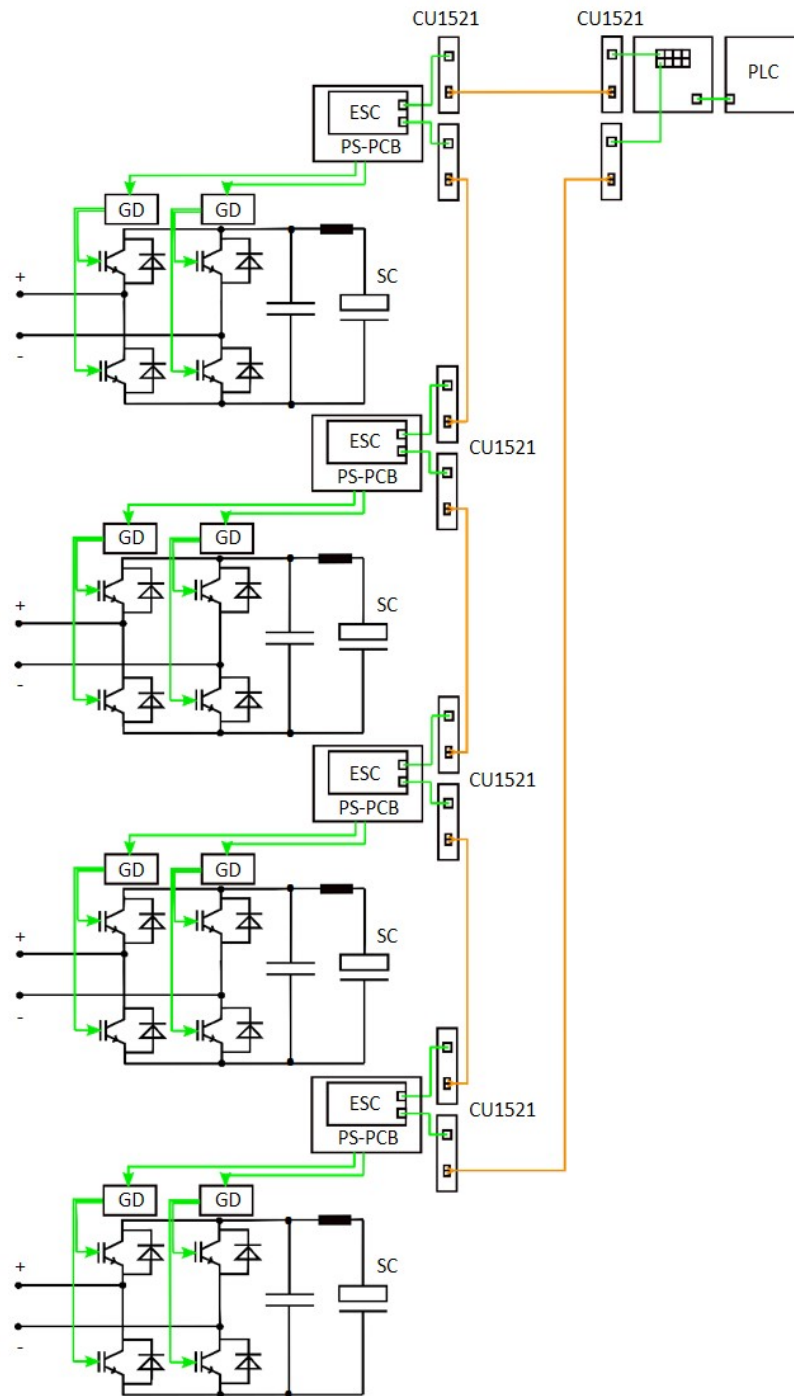 CU1521
CU1521
PLC
ESC
PS-PCB
GD
GD
+
SC
-
ESC
PS-PCB
CU1521
GD
GD
+
SC
-
ESC
PS-PCB
CU1521
GD
GD
+
SC
-
ESC
PS-PCB
CU1521
GD
GD
+
SC
-